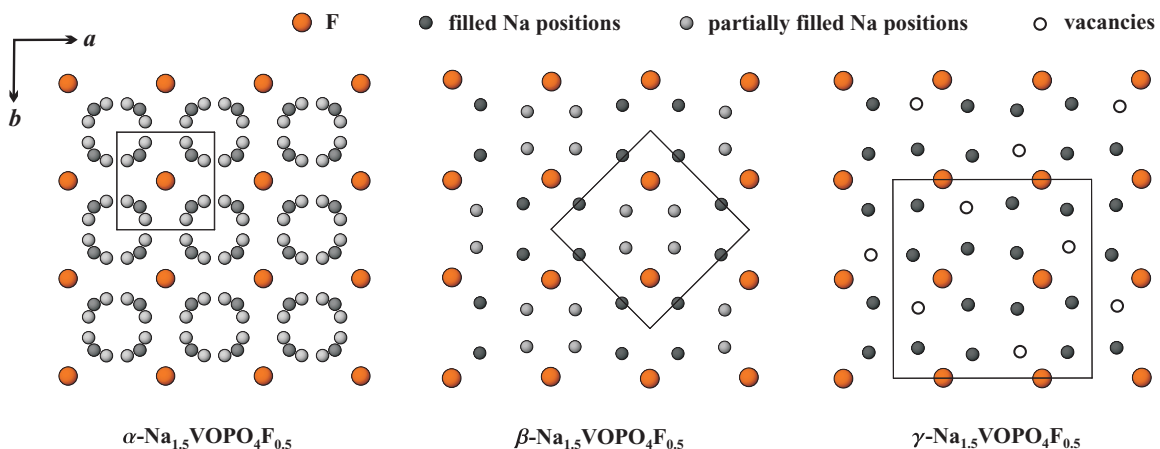 F filled Na positions partially filled Na positions vacancies
a
b
α-Na₁.₅VOPO₄F₀.₅ β-Na₁.₅VOPO₄F₀.₅ γ-Na₁.₅VOPO₄F₀.₅